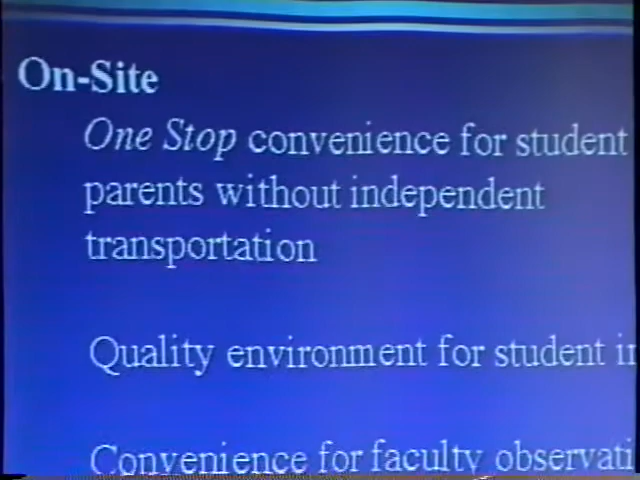 On-Site
One Stop convenience for student
parents without independent
transportation
Quality environment for student
Convenience for faculty